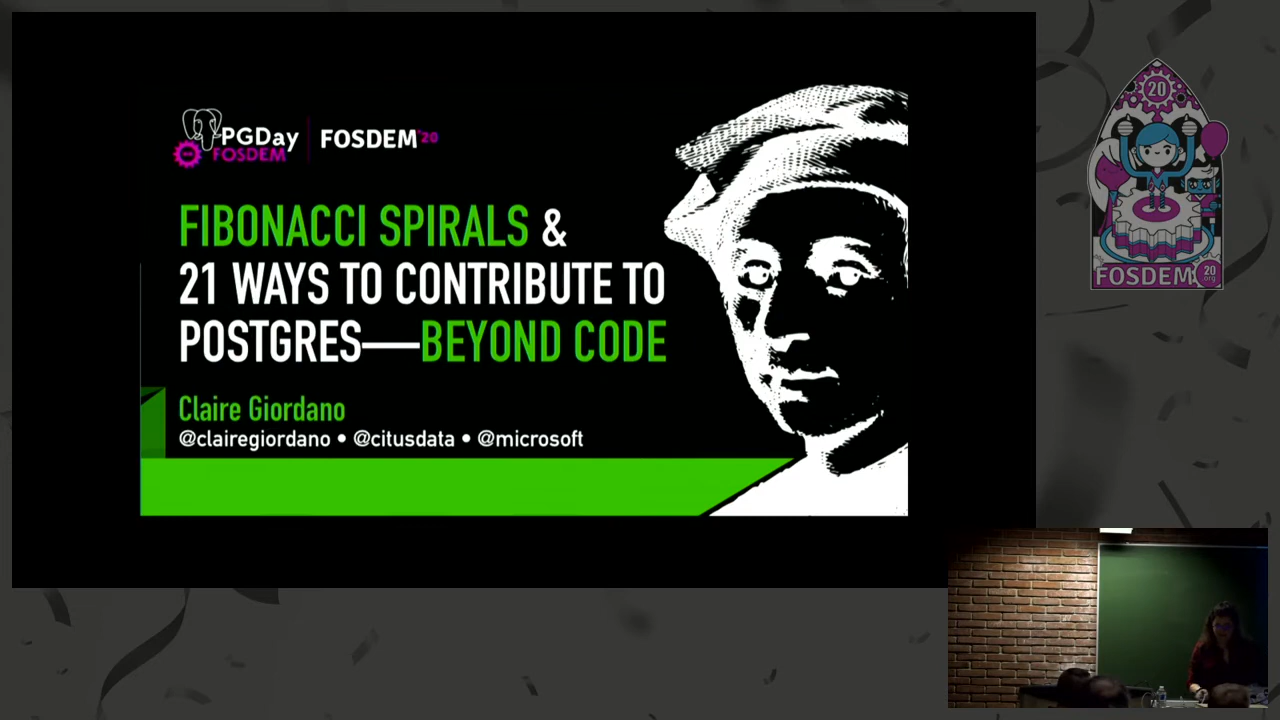 PGDay
FOSDEM
FOSDEM'20
FIBONACCI SPIRALS &
21 WAYS TO CONTRIBUTE TO
POSTGRES—BEYOND CODE
Claire Giordano
@clairegiordano • @citusdata • @microsoft
20
FOSDEM
20
.org